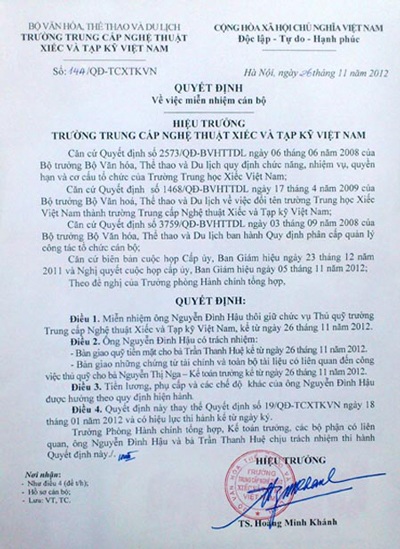 BỘ VĂN HÓA, THỂ THAO VÀ DU LỊCH
TRƯỜNG TRUNG CẤP NGHỆ THUẬT
XIẾC VÀ TẠP KỸ VIỆT NAM
CỘNG HÒA XÃ HỘI CHỦ NGHĨA VIỆT NAM
Độc lập - Tự do - Hạnh phúc
Số: 149/QĐ-TCXTKVN
Hà Nội, ngày 26 tháng 11 năm 2012
QUYẾT ĐỊNH
Về việc miễn nhiệm cán bộ
HIỆU TRƯỞNG
TRƯỜNG TRUNG CẤP NGHỆ THUẬT XIẾC VÀ TẠP KỸ VIỆT NAM
Căn cứ Quyết định số 2573/QĐ-BVHTTDL ngày 06 tháng 06 năm 2008 của
Bộ trưởng Bộ Văn hóa, Thể thao và Du lịch quy định chức năng, nhiệm vụ, quyền
hạn và cơ cấu tổ chức của Trường Trung học Xiếc Việt Nam;
Căn cứ Quyết định số 1468/QĐ-BVHTTDL ngày 17 tháng 4 năm 2009 của
Bộ trưởng Bộ Văn hoá, Thể thao và Du lịch về việc đổi tên trường Trung học Xiếc
Việt Nam thành trường Trung cấp Nghệ thuật Xiếc và Tạp kỹ Việt Nam;
Căn cứ Quyết định số 3759/QĐ-BVHTTDL ngày 03 tháng 09 năm 2008 của
Bộ trưởng Bộ Văn hóa, Thể thao và Du lịch ban hành Quy định phân cấp quản lý
công tác tổ chức cán bộ;
Căn cứ biên bản cuộc họp Cấp ủy, Ban Giám hiệu ngày 23 tháng 12 năm
2011 và Nghị quyết cuộc họp cấp ủy, Ban Giám hiệu ngày 05 tháng 11 năm 2012;
Theo đề nghị của Trưởng phòng Hành chính tổng hợp,
QUYẾT ĐỊNH:
Điều 1. Miễn nhiệm ông Nguyễn Đình Hậu thôi giữ chức vụ Thủ quỹ trường
Trung cấp Nghệ thuật Xiếc và Tạp kỹ Việt Nam, kể từ ngày 26 tháng 11 năm 2012.
Điều 2. Ông Nguyễn Đình Hậu có trách nhiệm:
- Bàn giao quỹ tiền mặt cho bà Trần Thanh Huệ kể từ ngày 26 tháng 11 năm 2012.
- Bàn giao những chứng từ tài chính và toàn bộ tài liệu có liên quan đến công
việc thủ quỹ cho bà Nguyễn Thị Nga – Kế toán trưởng kể từ ngày 26 tháng 11 năm 2012.
Điều 3. Tiền lương, phụ cấp và các chế độ khác của ông Nguyễn Đình Hậu
được hưởng theo quy định hiện hành.
Điều 4. Quyết định này thay thế Quyết định số 19/QĐ-TCXTKVN ngày 18
tháng 01 năm 2012 và có hiệu lực thi hành kể từ ngày ký.
Trưởng Phòng Hành chính tổng hợp, Kế toán trưởng, các bộ phận có liên
quan, ông Nguyễn Đình Hậu và bà Trần Thanh Huệ chịu trách nhiệm thi hành
Quyết định này./.
Nơi nhận:
- Như điều 4 (để t/h);
- Hồ sơ cán bộ;
- Lưu: VT, TC.
HIỆU TRƯỞNG
TRƯỜNG
TRUNG CẤP NGHỆ THUẬT
XIẾC VÀ TẠP KỸ
VIỆT NAM
TS. Hoàng Minh Khánh